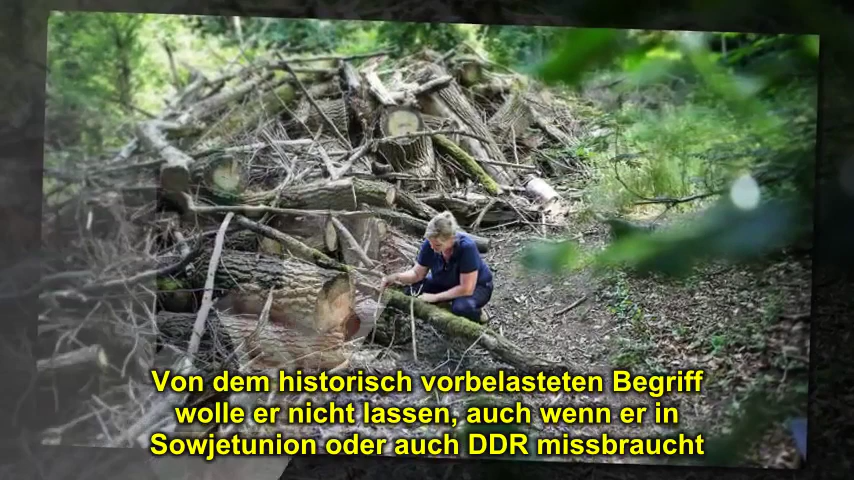 Von dem historisch vorbelasteten Begriff
wolle er nicht lassen, auch wenn er in
Sowjetunion oder auch DDR missbraucht